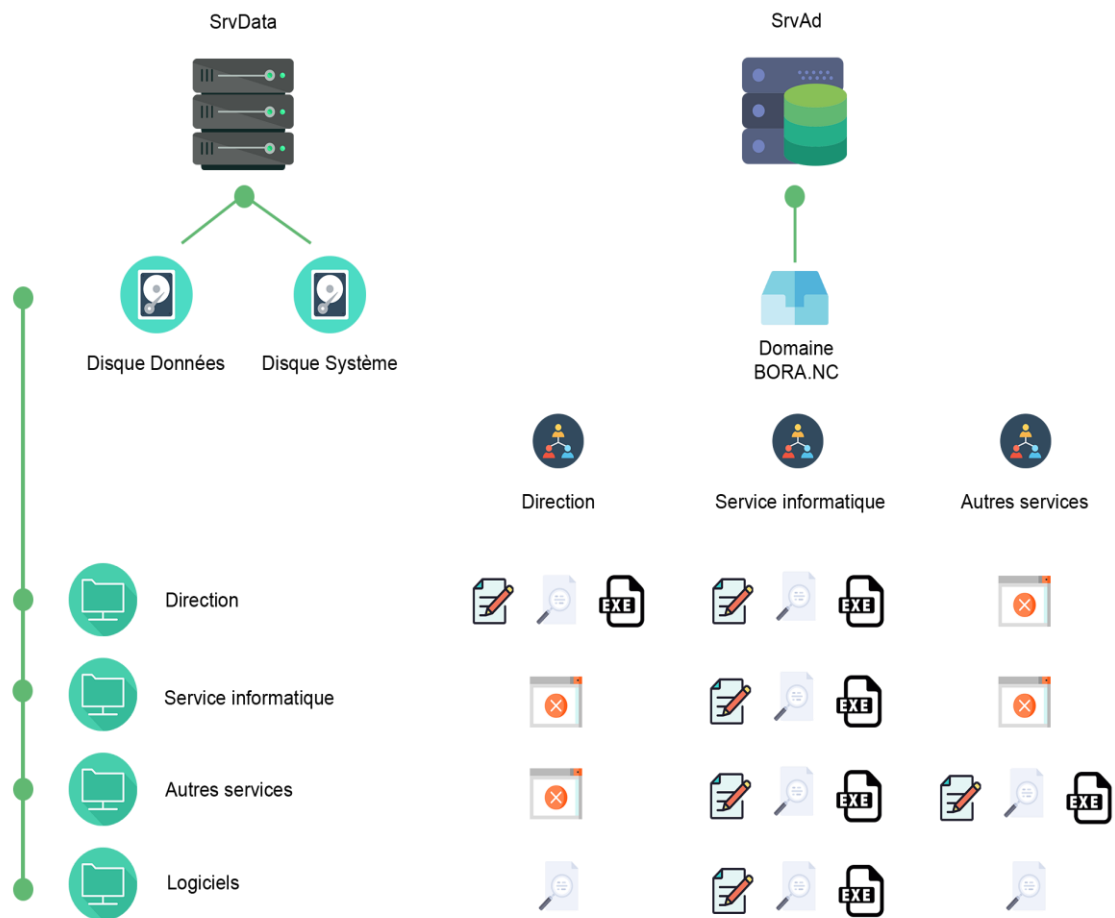 SrvData
SrvAd
Disque Données
Disque Système
Domaine
BORA.NC
Direction
Service informatique
Autres services
Direction
EXE
EXE
Service informatique
EXE
Autres services
EXE
EXE
Logiciels
EXE